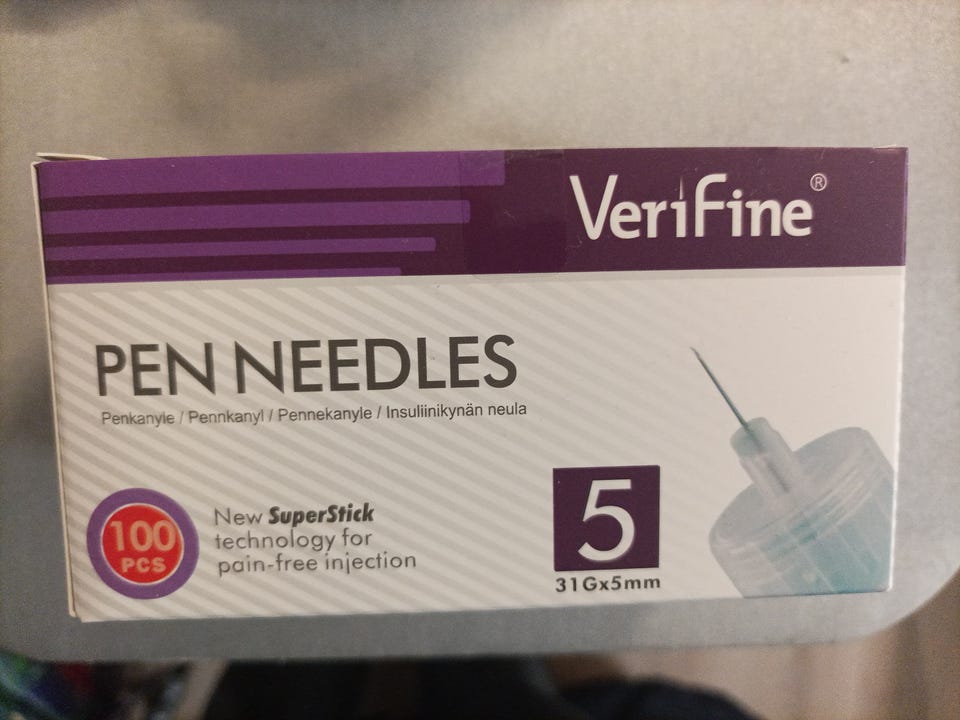 VeriFine®
PEN NEEDLES
Penkanyle / Pennkanyl / Pennekanyle / Insuliinikynän neula
100
PCS
New SuperStick
technology for
pain-free injection
5
31Gx5mm